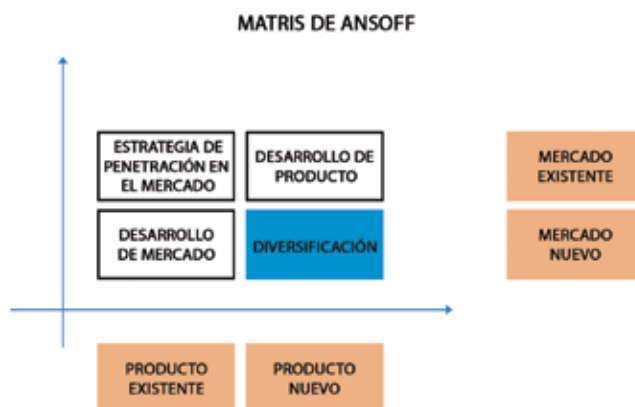 MATRIS DE ANSOFF
ESTRATEGIA DE
PENETRACIÓN EN
EL MERCADO
DESARROLLO DE
PRODUCTO
MERCADO
EXISTENTE
DESARROLLO
DE MERCADO
DIVERSIFICACIÓN
MERCADO
NUEVO
PRODUCTO
EXISTENTE
PRODUCTO
NUEVO